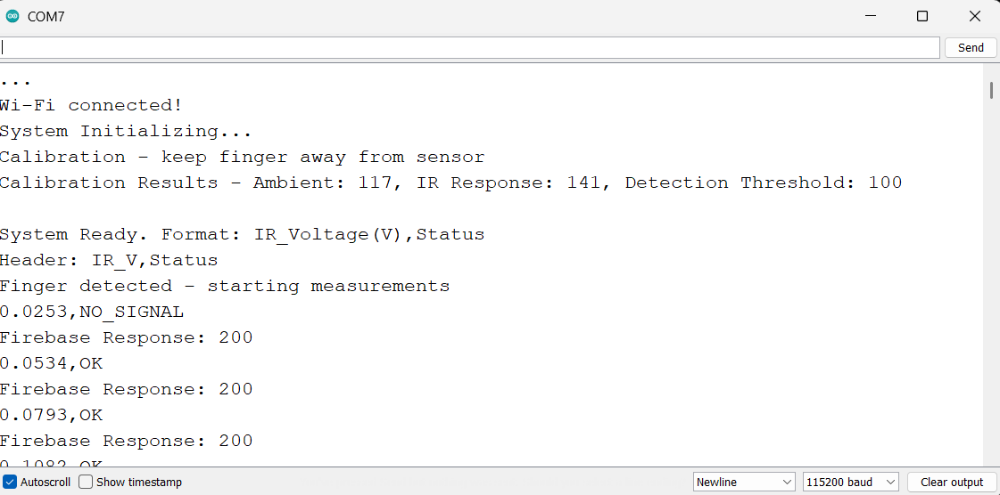 COM7
Send
...
Wi-Fi connected!
System Initializing...
Calibration - keep finger away from sensor
Calibration Results - Ambient: 117, IR Response: 141, Detection Threshold: 100
System Ready. Format: IR_Voltage(V),Status
Header: IR_V,Status
Finger detected - starting measurements
0.0253,NO_SIGNAL
Firebase Response: 200
0.0534,OK
Firebase Response: 200
0.0793,OK
Firebase Response: 200
0.1082,OK
Autoscroll Show timestamp Newline 115200 baud Clear output